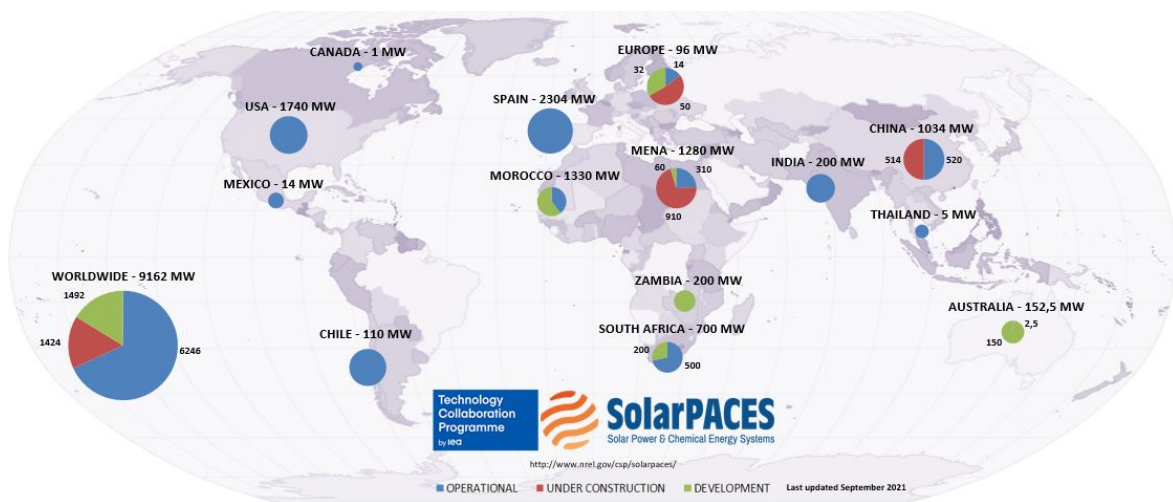 CANADA - 1 MW
EUROPE - 96 MW
32
14
50
USA - 1740 MW
SPAIN - 2304 MW
CHINA - 1034 MW
514
520
MENA - 1280 MW
60
310
910
INDIA - 200 MW
MOROCCO - 1330 MW
MEXICO - 14 MW
THAILAND - 5 MW
WORLDWIDE - 9162 MW
1492
1424
6246
ZAMBIA - 200 MW
AUSTRALIA - 152,5 MW
2,5
150
CHILE - 110 MW
SOUTH AFRICA - 700 MW
200
500
Technology
Collaboration
Programme
by iea
SolarPACES
Solar Power & Chemical Energy Systems
http://www.nrel.gov/csp/solarpaces/
OPERATIONAL UNDER CONSTRUCTION DEVELOPMENT Last updated September 2021